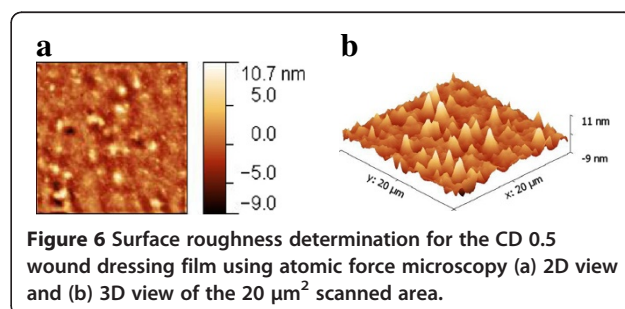 a
b
10.7 nm
5.0
0.0
−5.0
−9.0
11 nm
-9 nm
y: 20 µm
x: 20 µm
Figure 6 Surface roughness determination for the CD 0.5
wound dressing film using atomic force microscopy (a) 2D view
and (b) 3D view of the 20 μm² scanned area.